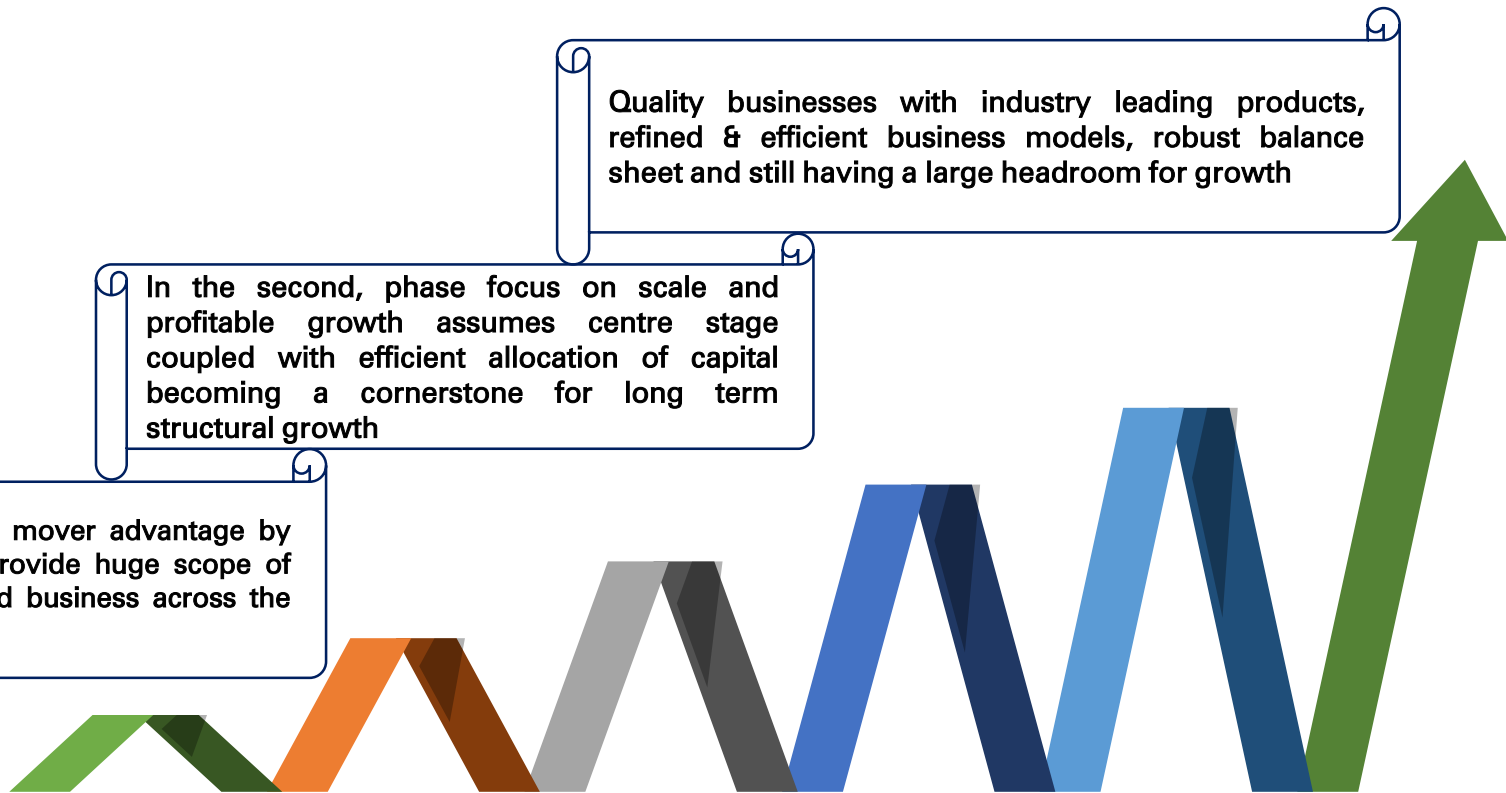 Quality businesses with industry leading products,
refined & efficient business models, robust balance
sheet and still having a large headroom for growth
In the second, phase focus on scale and
profitable growth assumes centre stage
coupled with efficient allocation of capital
becoming a cornerstone for long term
structural growth
mover advantage by
huge scope of
business across the